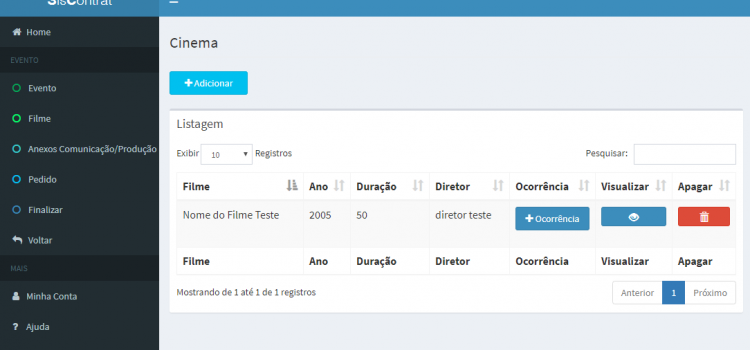 SisContrat
Home
EVENTO
Evento
Filme
Anexos Comunicação/Produção
Pedido
Finalizar
Voltar
MAIS
Minha Conta
? Ajuda
Cinema
+ Adicionar
Listagem
Exibir 10 Registros Pesquisar:
Filme Ano Duração Diretor Ocorrência Visualizar Apagar
Nome do Filme Teste 2005 50 diretor teste + Ocorrência
Filme Ano Duração Diretor Ocorrência Visualizar Apagar
Mostrando de 1 até 1 de 1 registros Anterior 1 Próximo